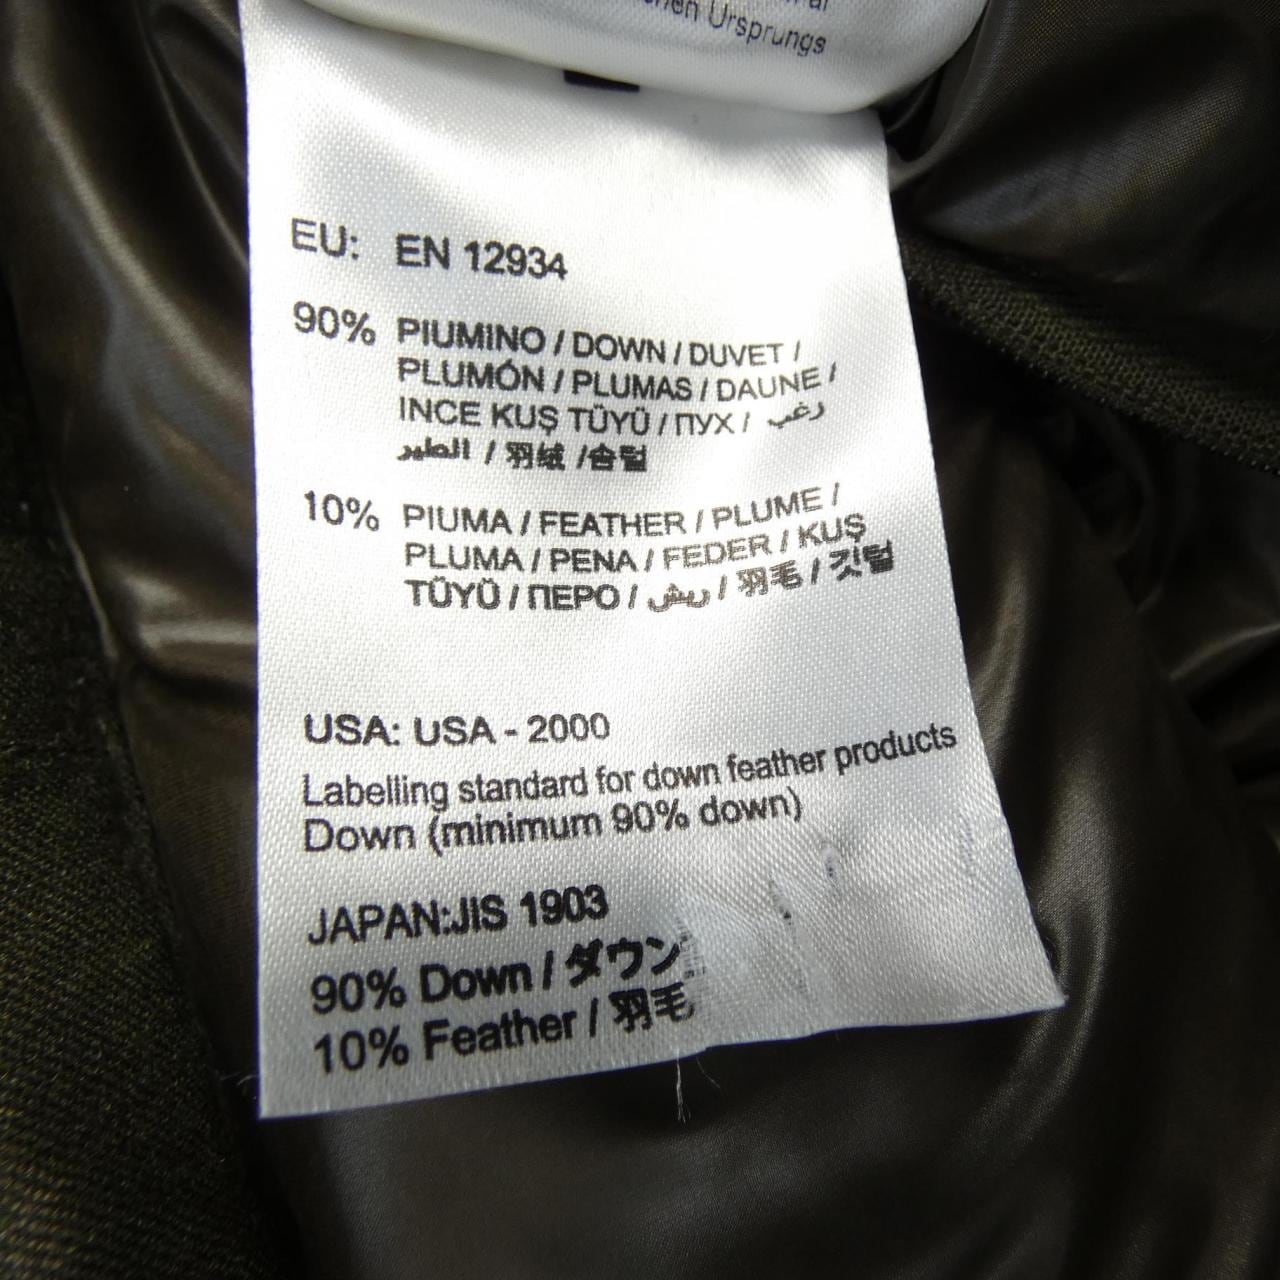 en Ursprungs
EU: EN 12934
90% PIUMINO / DOWN / DUVET /
PLUMÓN / PLUMAS / DAUNE /
INCE KUŞ TÜYÜ / ПУХ / زغب
الطير / 羽绒 /솜털
10% PIUMA / FEATHER / PLUME /
PLUMA / PENA / FEDER / KUŞ
TÜYÜ / ПЕРО / ريش / 羽毛 / 깃털
USA: USA - 2000
Labelling standard for down feather products
Down (minimum 90% down)
JAPAN:JIS 1903
90% Down / ダウン
10% Feather / 羽毛